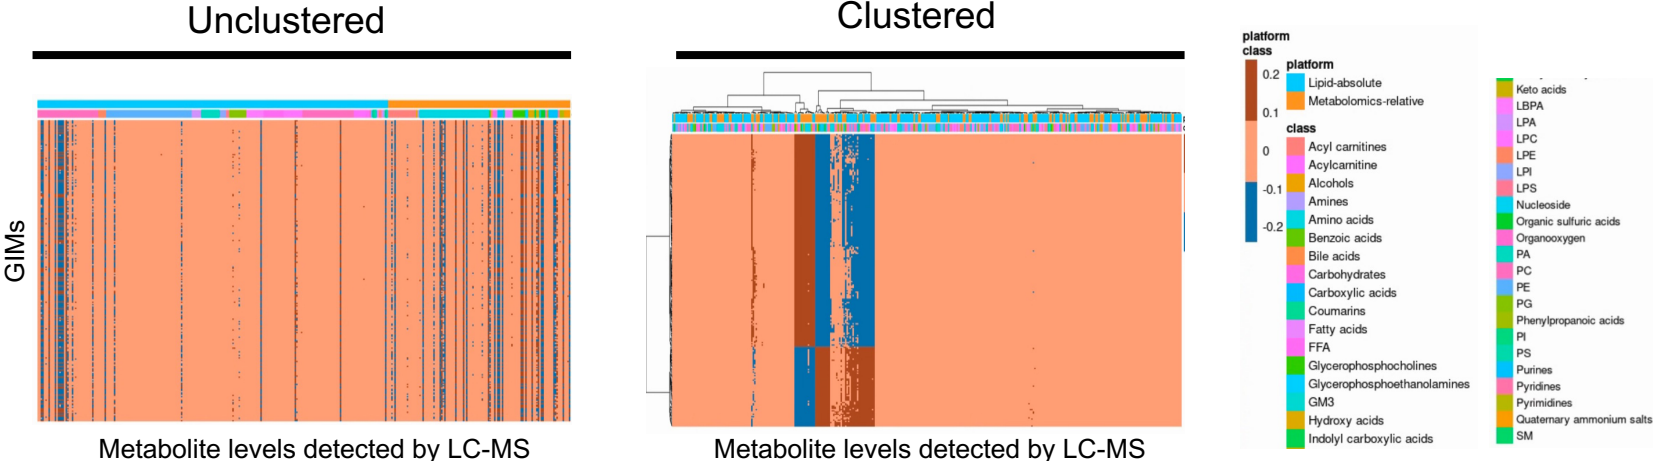 Unclustered
Clustered
GIMs
Metabolite levels detected by LC-MS
Metabolite levels detected by LC-MS
platform
class
0.2
0.1
0
-0.1
-0.2
platform
Lipid-absolute
Metabolomics-relative
class
Acyl carnitines
Acylcarnitine
Alcohols
Amines
Amino acids
Benzoic acids
Bile acids
Carbohydrates
Carboxylic acids
Coumarins
Fatty acids
FFA
Glycerophosphocholines
Glycerophosphoethanolamines
GM3
Hydroxy acids
Indolyl carboxylic acids
Keto acids
LBPA
LPA
LPC
LPE
LPI
LPS
Nucleoside
Organic sulfuric acids
Organooxygen
PA
PC
PE
PG
Phenylpropanoic acids
PI
PS
Purines
Pyridines
Pyrimidines
Quaternary ammonium salts
SM